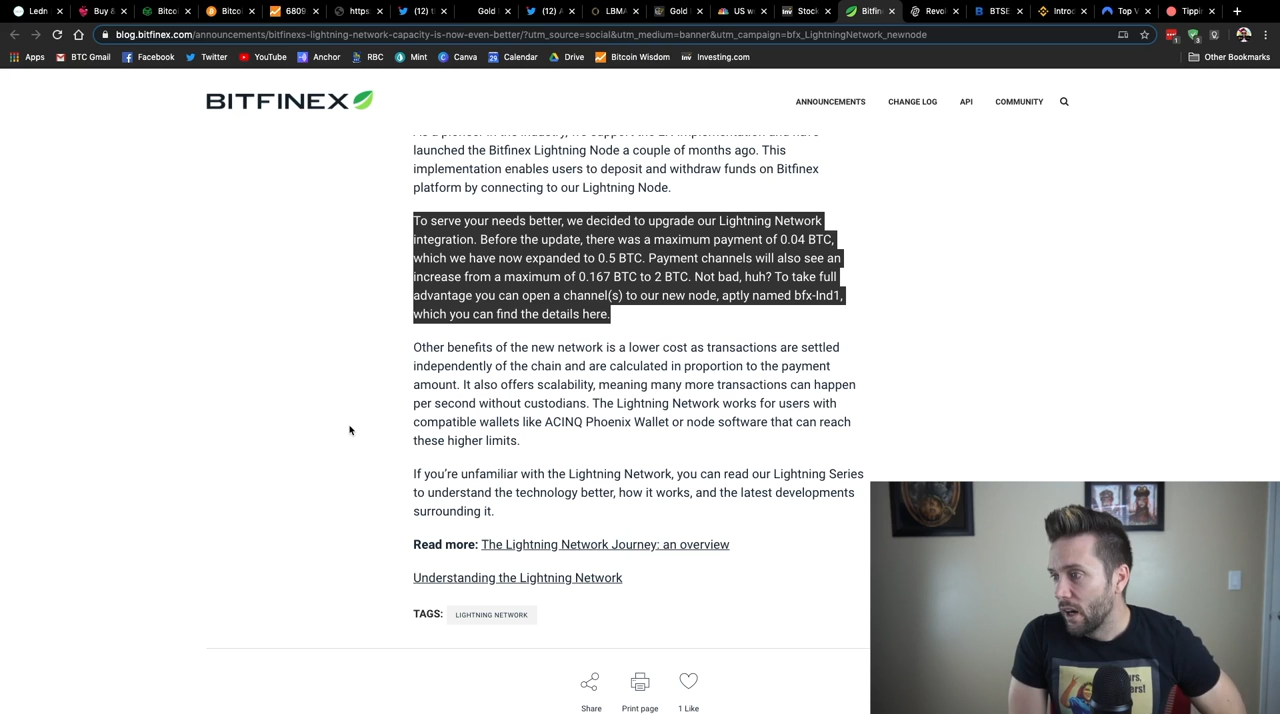 Ledn
Buy &
Bitcoi
Bitcoi
6809
https
(12) t
Gold
(12) A
LBMA
Gold
US w
Stock
Bitfin
Revol
BTSE
Introc
Top V
Tippin
blog.bitfinex.com/announcements/bitfinexs-lightning-network-capacity-is-now-even-better/?utm_source=social&utm_medium=banner&utm_campaign=bfx_LightningNetwork_newnode
Apps BTC Gmail Facebook Twitter YouTube Anchor RBC Mint Canva Calendar Drive Bitcoin Wisdom Investing.com Other Bookmarks
BITFINEX
ANNOUNCEMENTS CHANGE LOG API COMMUNITY
As a pioneer in the industry, we support the LN implementation and have
launched the Bitfinex Lightning Node a couple of months ago. This
implementation enables users to deposit and withdraw funds on Bitfinex
platform by connecting to our Lightning Node.
To serve your needs better, we decided to upgrade our Lightning Network
integration. Before the update, there was a maximum payment of 0.04 BTC,
which we have now expanded to 0.5 BTC. Payment channels will also see an
increase from a maximum of 0.167 BTC to 2 BTC. Not bad, huh? To take full
advantage you can open a channel(s) to our new node, aptly named bfx-lnd1,
which you can find the details here.
Other benefits of the new network is a lower cost as transactions are settled
independently of the chain and are calculated in proportion to the payment
amount. It also offers scalability, meaning many more transactions can happen
per second without custodians. The Lightning Network works for users with
compatible wallets like ACINQ Phoenix Wallet or node software that can reach
these higher limits.
If you’re unfamiliar with the Lightning Network, you can read our Lightning Series
to understand the technology better, how it works, and the latest developments
surrounding it.
Read more: The Lightning Network Journey: an overview
Understanding the Lightning Network
TAGS: LIGHTNING NETWORK
Share Print page 1 Like